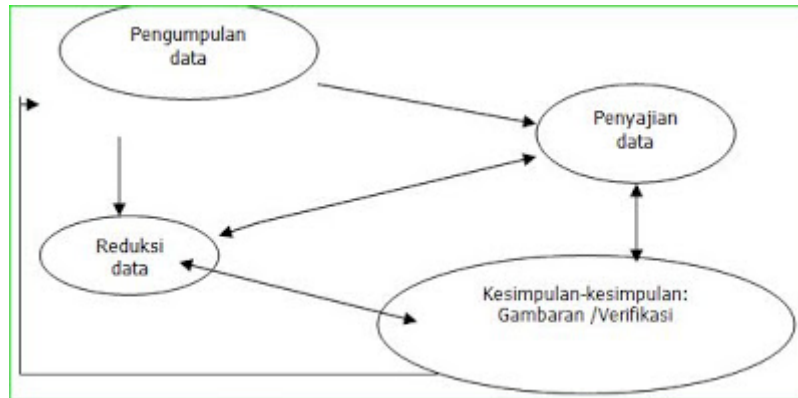 Pengumpulan
data
Penyajian
data
Reduksi
data
Kesimpulan-kesimpulan:
Gambaran /Verifikasi